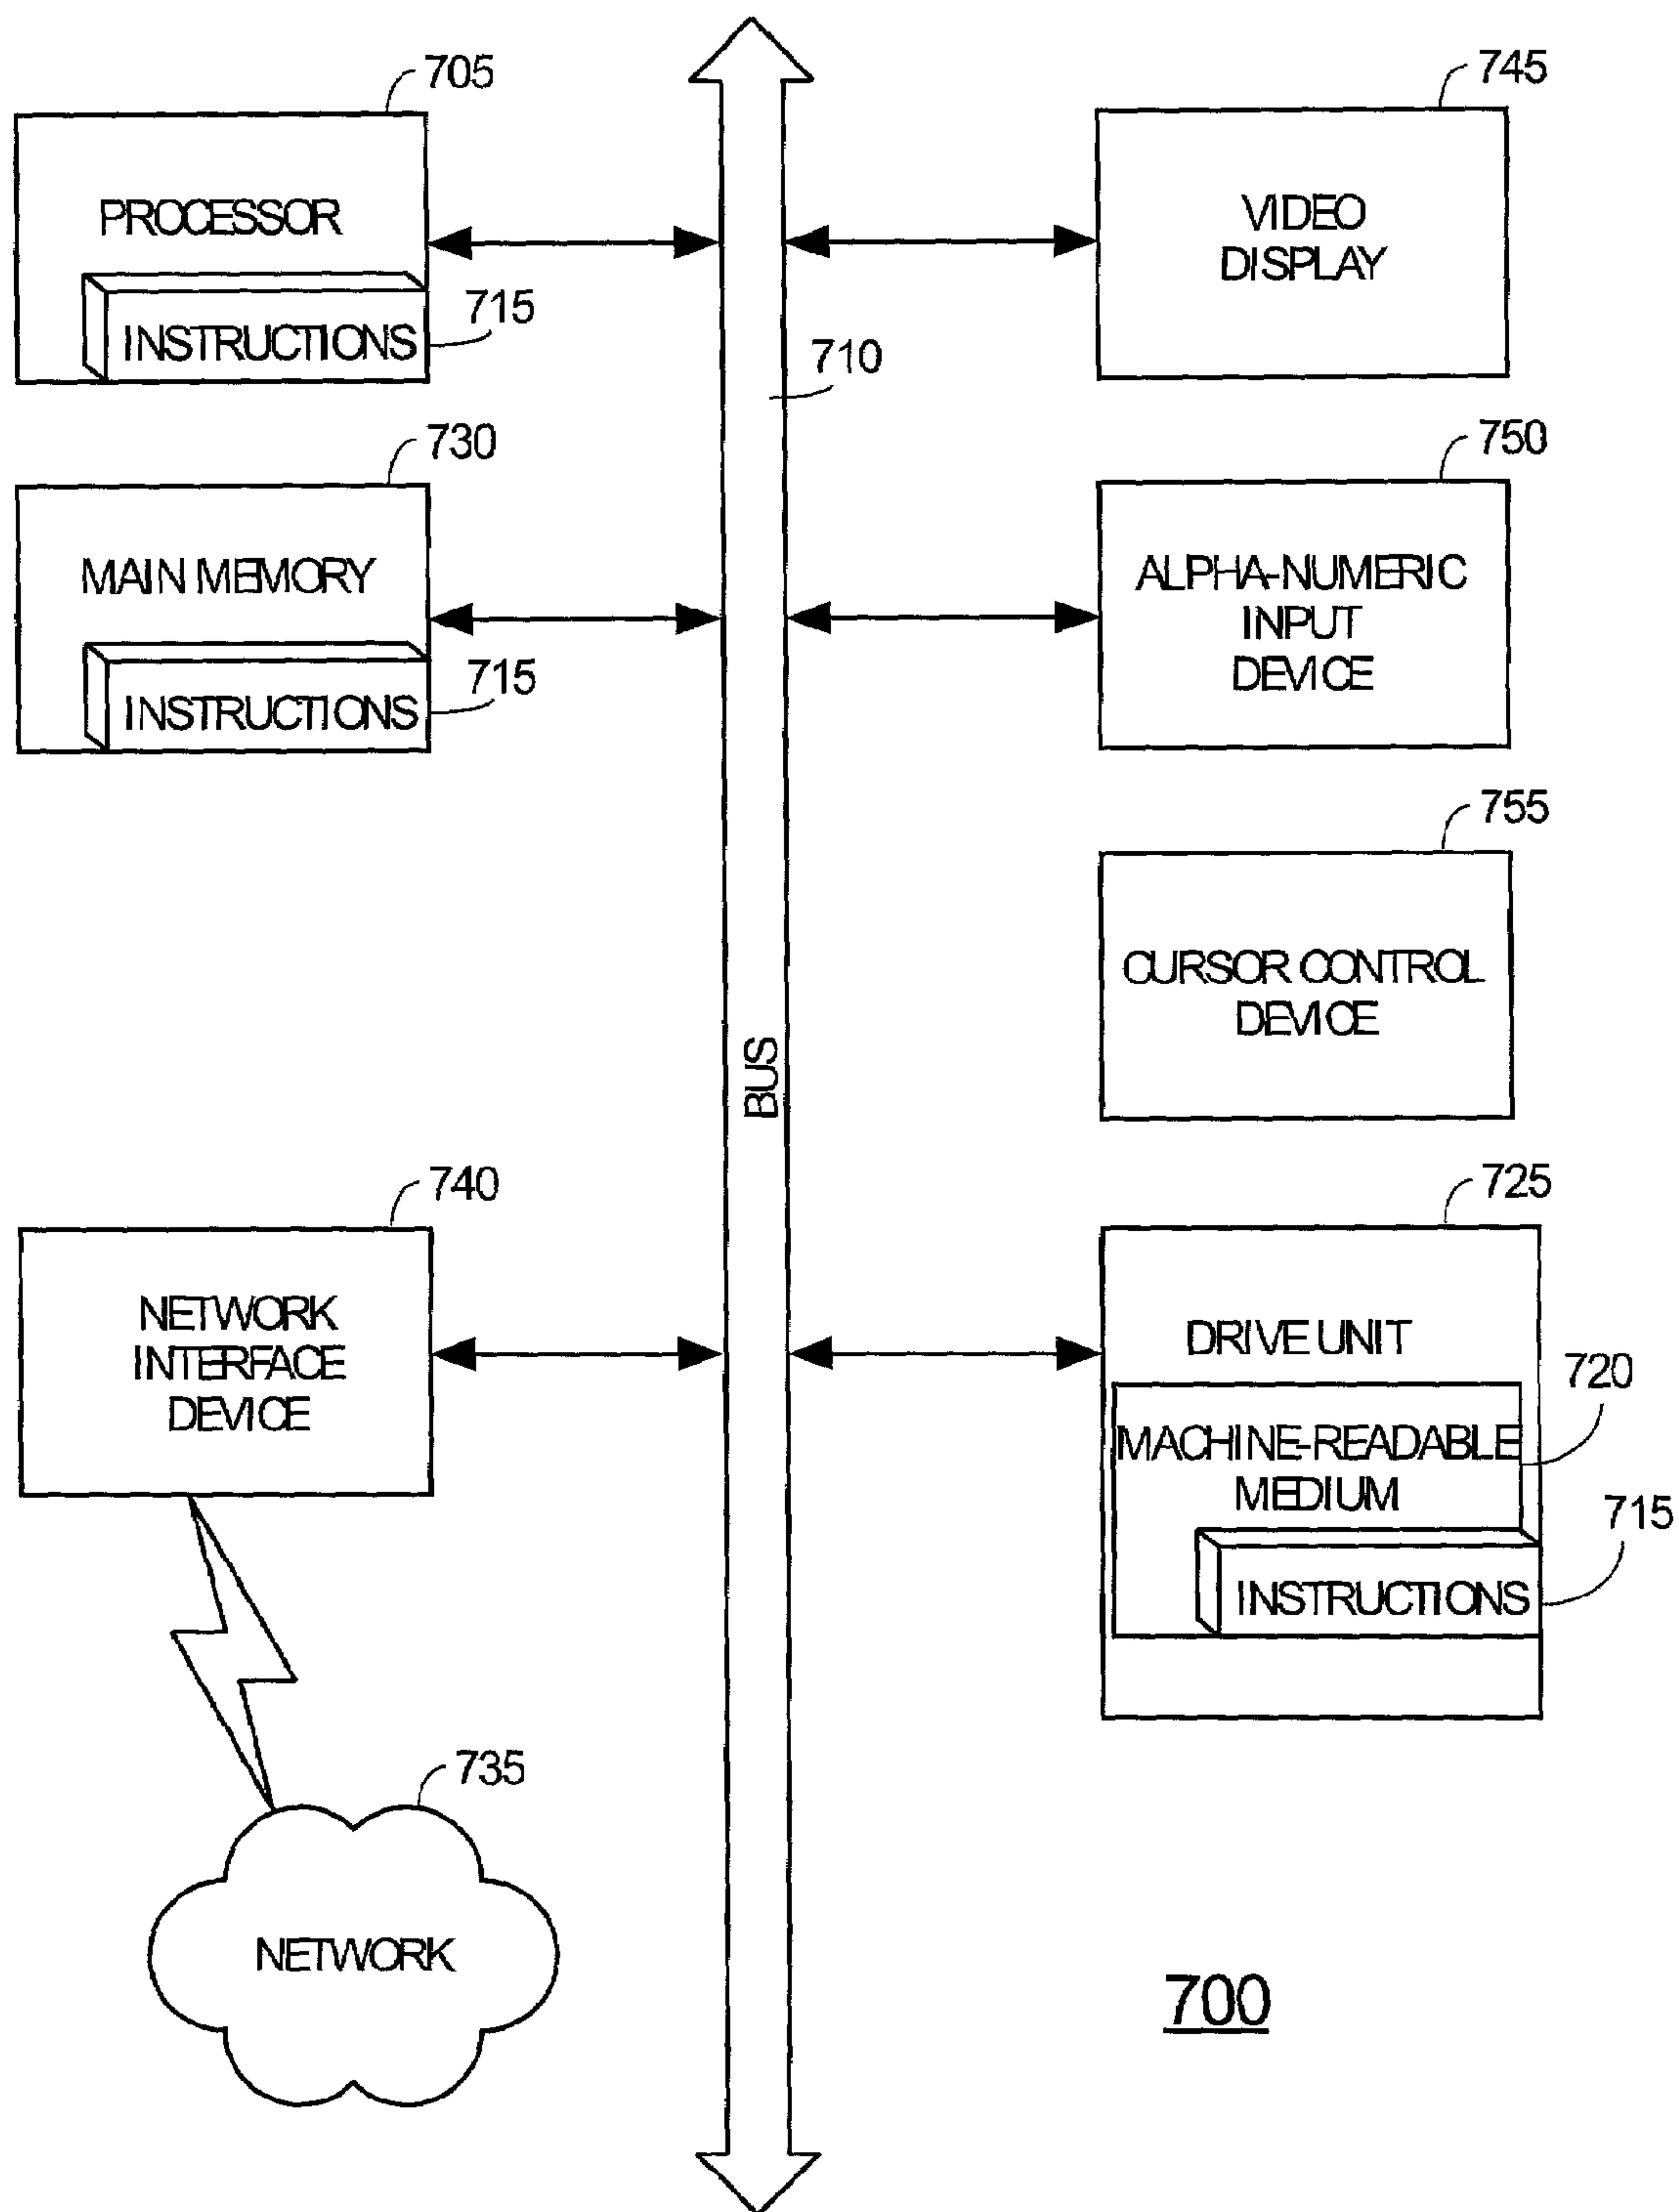 705
PROCESSOR
INSTRUCTIONS
715
730
MAIN MEMORY
INSTRUCTIONS
715
740
NETWORK
INTERFACE
DEVICE
735
NETWORK
710
BUS
745
VIDEO
DISPLAY
750
ALPHA-NUMERIC
INPUT
DEVICE
755
CURSOR CONTROL
DEVICE
725
DRIVE UNIT
720
MACHINE-READABLE
MEDIUM
715
INSTRUCTIONS
700